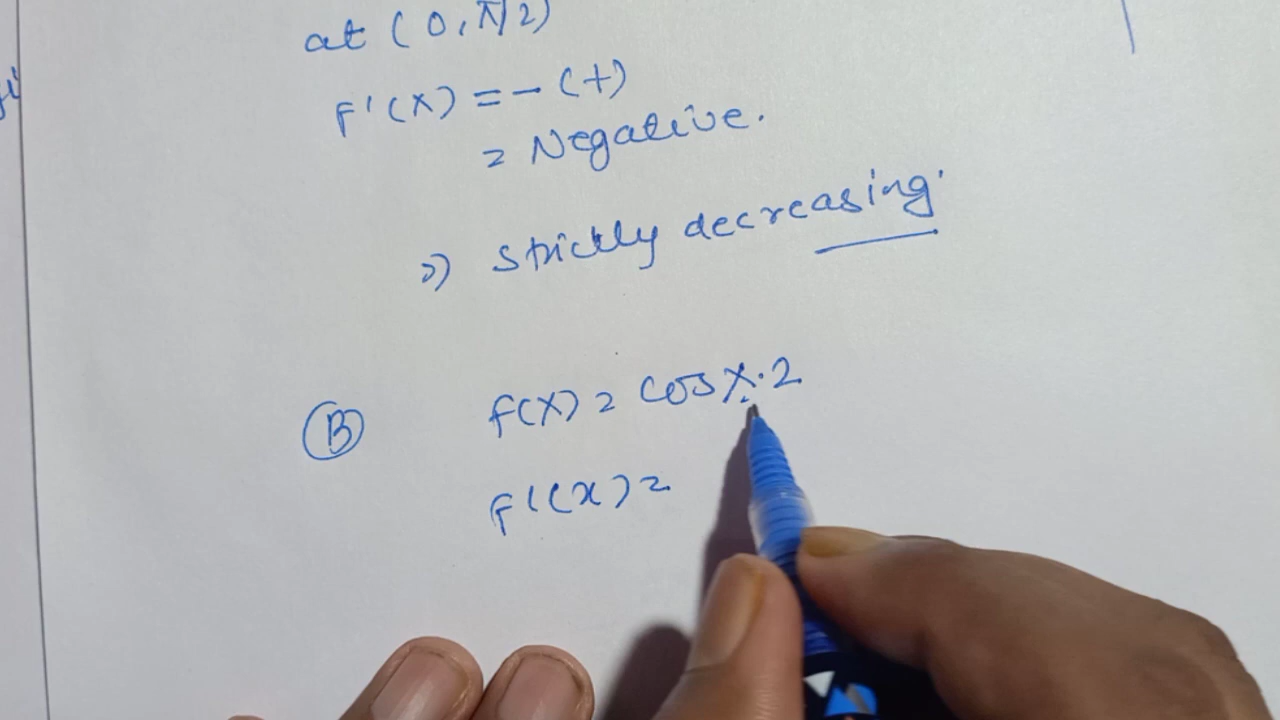 at (0, π/2)
F'(x) = - (+)
= Negative.
=> strictly decreasing.
B f(x) = cos x.2
F'(x) =